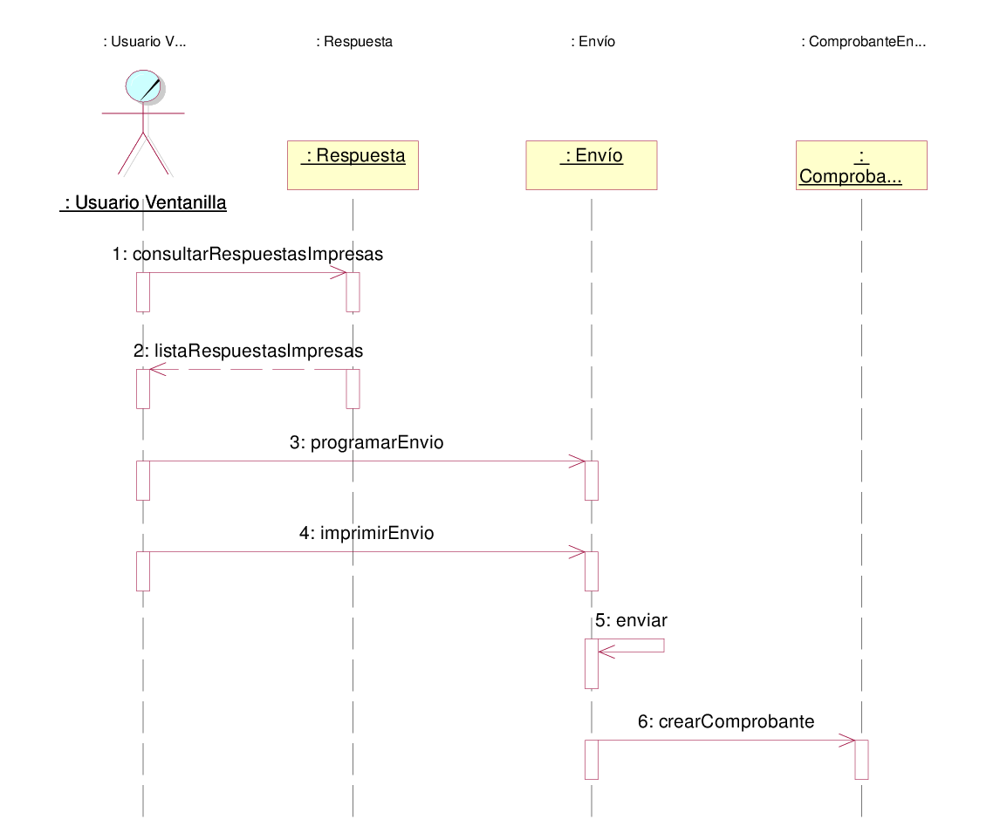 : Usuario V...
: Respuesta
: Envío
: ComprobanteEn...
: Respuesta
: Envío
:
Comproba...
: Usuario Ventanilla
1: consultarRespuestasImpresas
2: listaRespuestasImpresas
3: programarEnvio
4: imprimirEnvio
5: enviar
6: crearComprobante